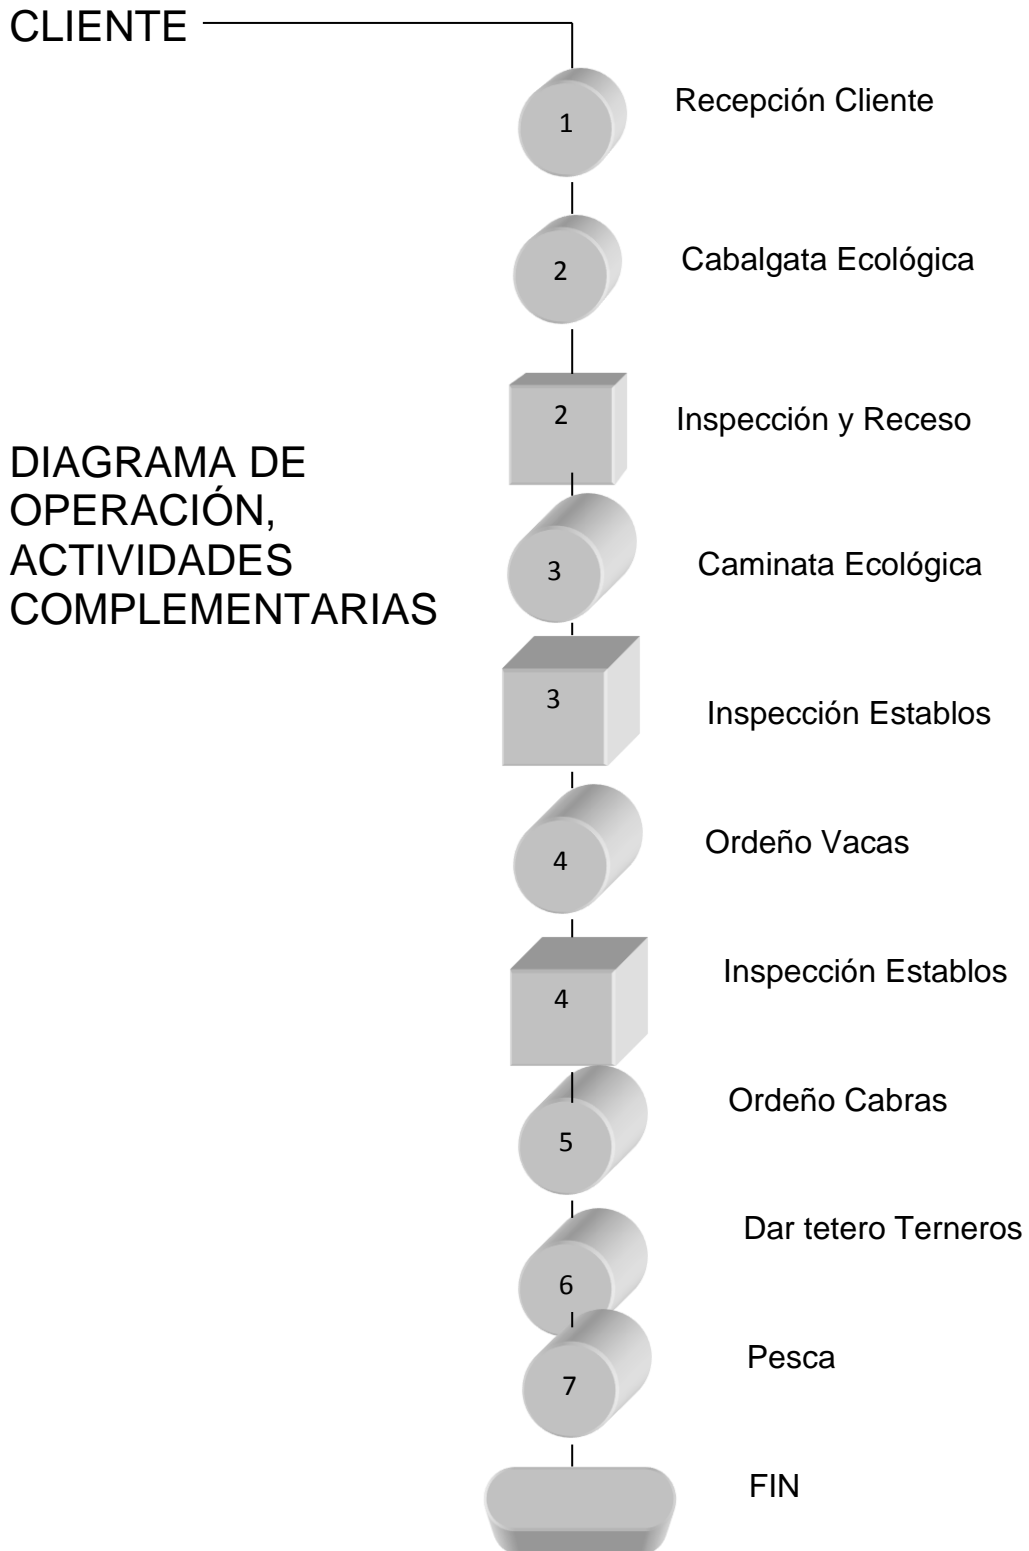 CLIENTE
1
Recepción Cliente
2
Cabalgata Ecológica
2
Inspección y Receso
DIAGRAMA DE
OPERACIÓN,
ACTIVIDADES
COMPLEMENTARIAS
3
Caminata Ecológica
3
Inspección Establos
4
Ordeño Vacas
4
Inspección Establos
5
Ordeño Cabras
6
Dar tetero Terneros
7
Pesca
FIN